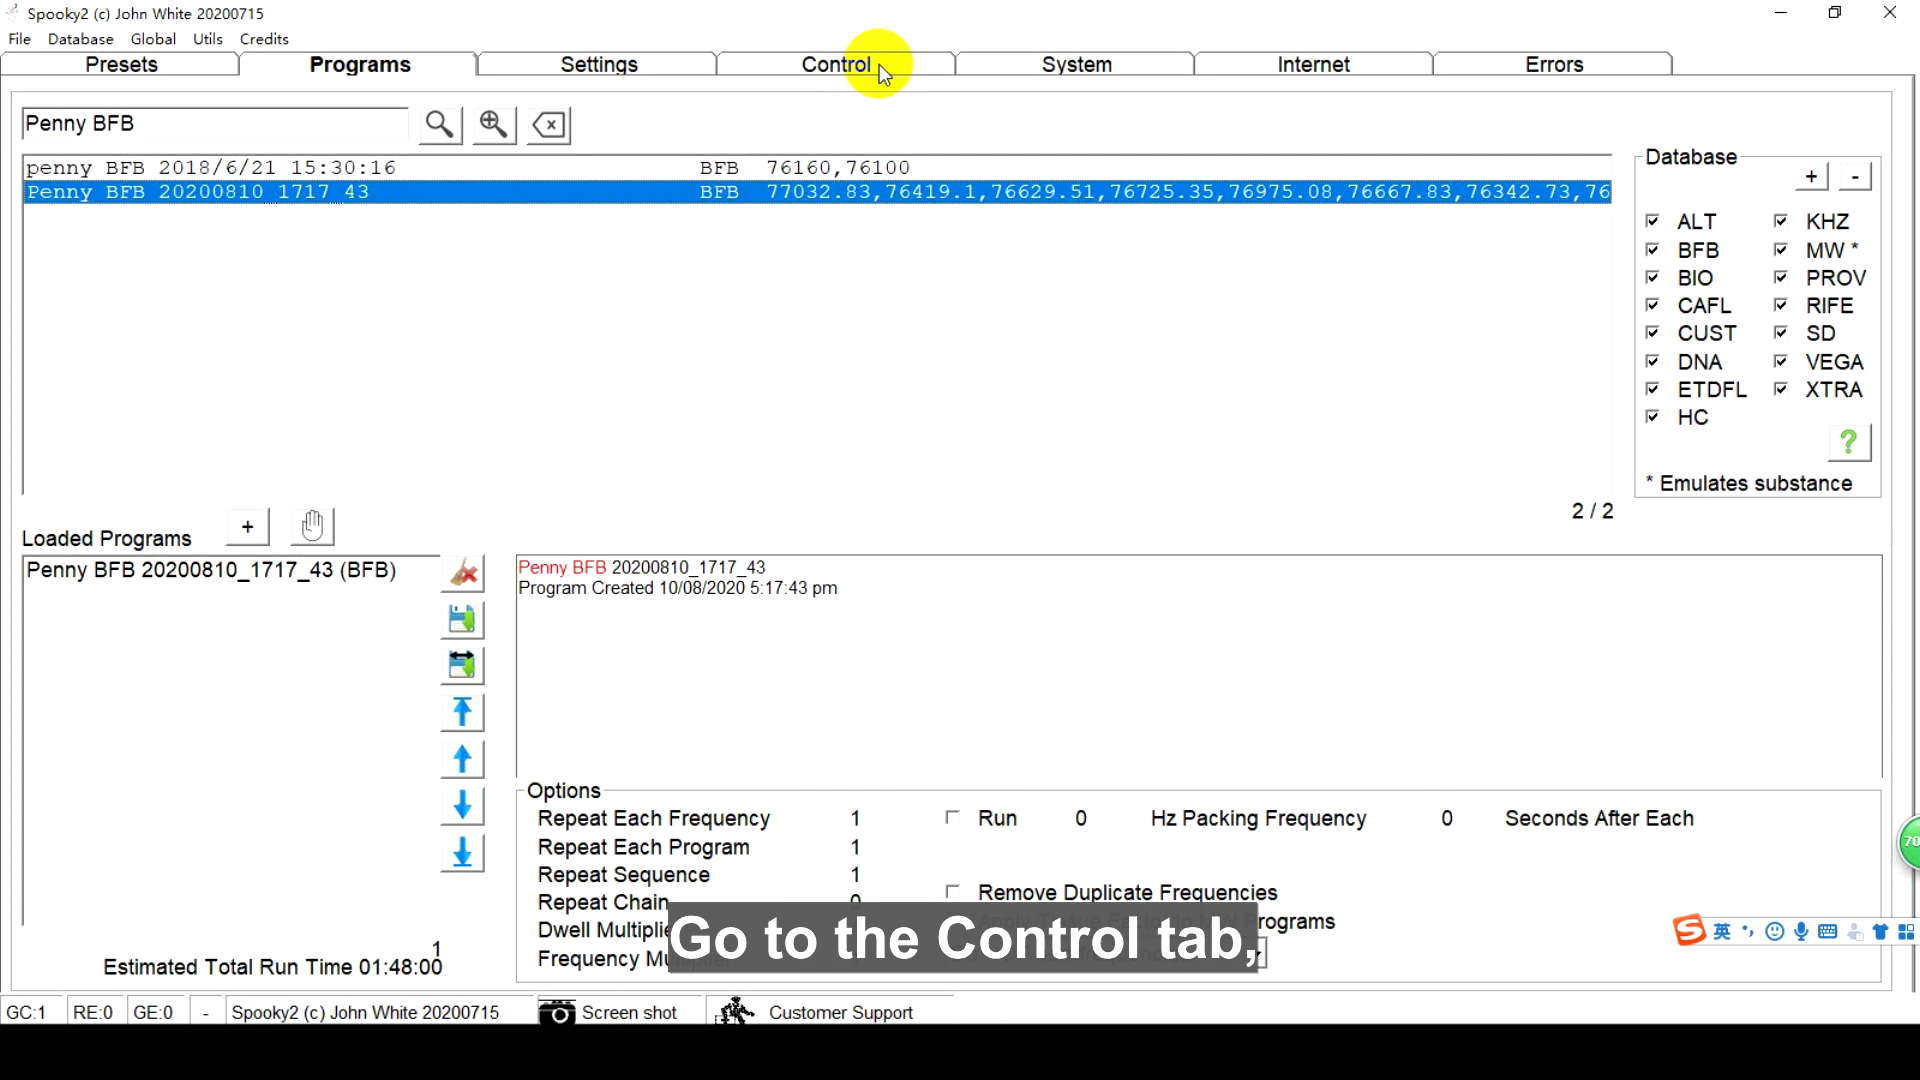 Spooky2 (c) John White 20200715
File Database Global Utils Credits
Presets Programs Settings Control System Internet Errors
Penny BFB
penny BFB 2018/6/21 15:30:16 BFB 76160,76100
Penny BFB 20200810_1717_43 BFB 77032.83,76419.1,76629.51,76725.35,76975.08,76667.83,76342.73,76
Database
+ -
ALT KHZ
BFB MW *
BIO PROV
CAFL RIFE
CUST SD
DNA VEGA
ETDFL XTRA
HC
?
* Emulates substance
2 / 2
Loaded Programs +
Penny BFB 20200810_1717_43 (BFB)
Penny BFB 20200810_1717_43
Program Created 10/08/2020 5:17:43 pm
Options
Repeat Each Frequency 1 Run 0 Hz Packing Frequency 0 Seconds After Each
Repeat Each Program 1
Repeat Sequence 1
Remove Duplicate Frequencies
Repeat Chain 0
Programs
Dwell
Frequency
Go to the Control tab,
1
Estimated Total Run Time 01:48:00
70
英
GC:1 RE:0 GE:0 - Spooky2 (c) John White 20200715 Screen shot Customer Support